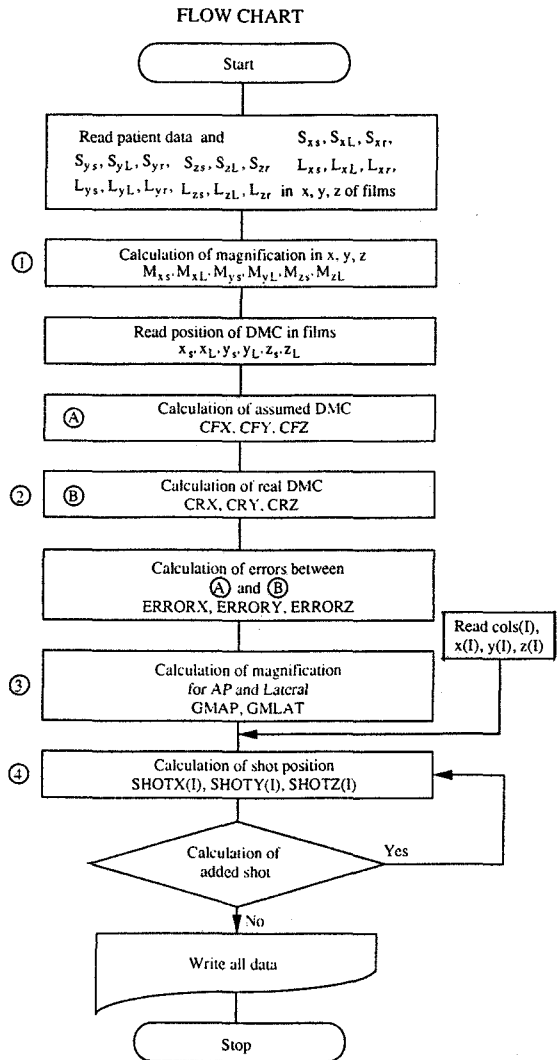 FLOW CHART
Start
Read patient data and S_xs, S_xL, S_xr,
S_ys, S_yL, S_yr, S_zs, S_zL, S_zr L_xs, L_xL, L_xr,
L_ys, L_yL, L_yr, L_zs, L_zL, L_zr in x, y, z of films
① Calculation of magnification in x, y, z
M_xs, M_xL, M_ys, M_yL, M_zs, M_zL
Read position of DMC in films
x_s, x_L, y_s, y_L, z_s, z_L
Ⓐ Calculation of assumed DMC
CFX, CFY, CFZ
② Ⓑ Calculation of real DMC
CRX, CRY, CRZ
Calculation of errors between
Ⓐ and Ⓑ
ERRORX, ERRORY, ERRORZ
Read cols(I),
x(I), y(I), z(I)
③ Calculation of magnification
for AP and Lateral
GMAP, GMLAT
④ Calculation of shot position
SHOTX(I), SHOTY(I), SHOTZ(I)
Calculation of
added shot
Yes
No
Write all data
Stop